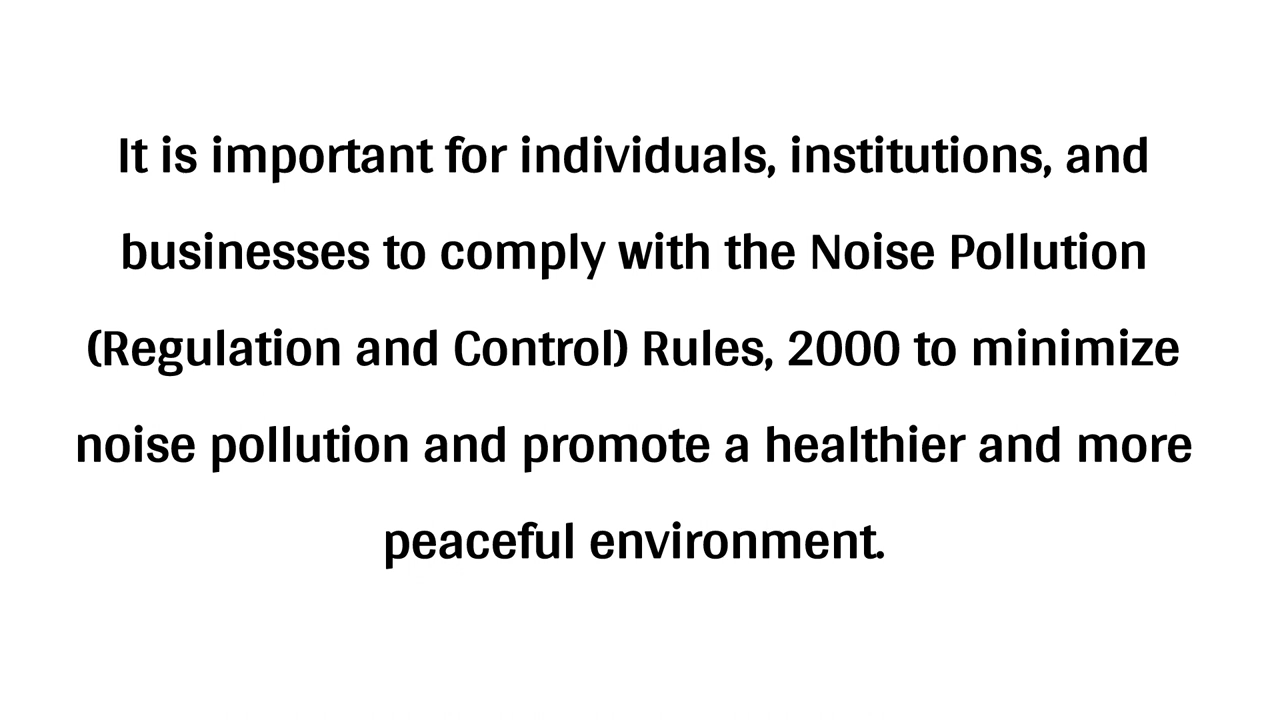 It is important for individuals, institutions, and
businesses to comply with the Noise Pollution
(Regulation and Control) Rules, 2000 to minimize
noise pollution and promote a healthier and more
peaceful environment.